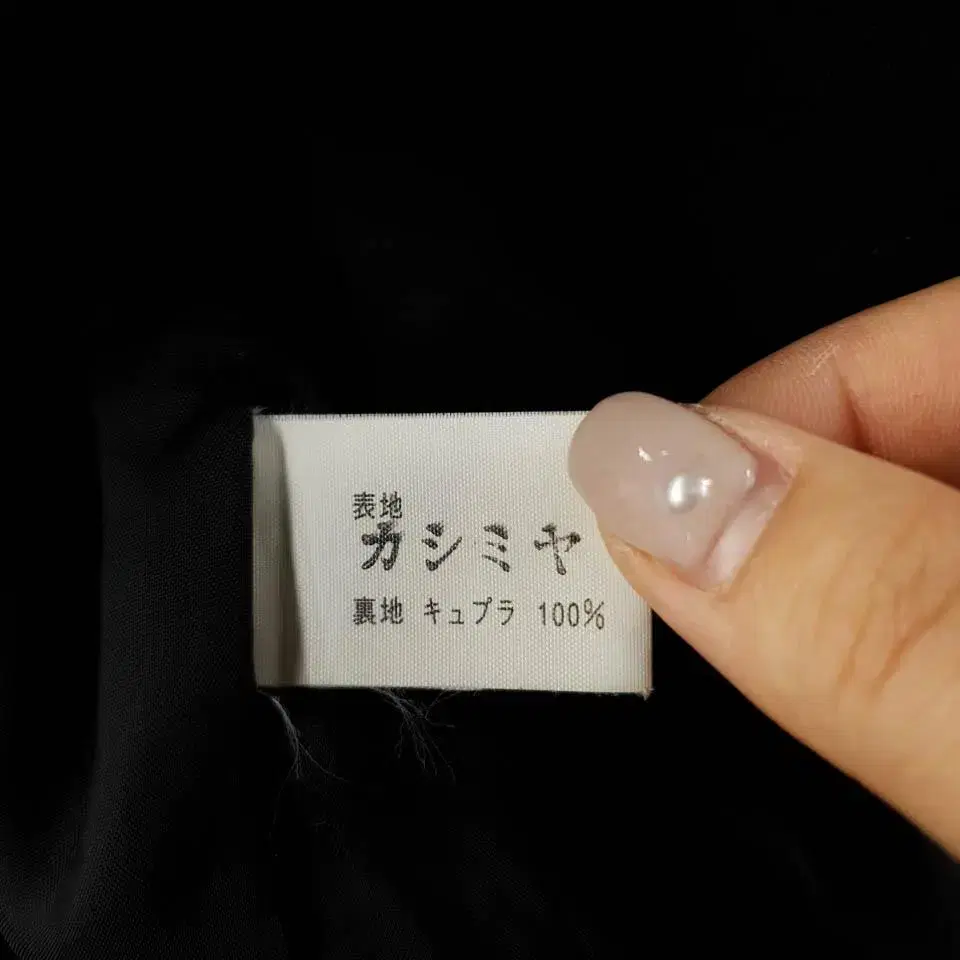 表地
カシミヤ
裏地 キュプラ 100%